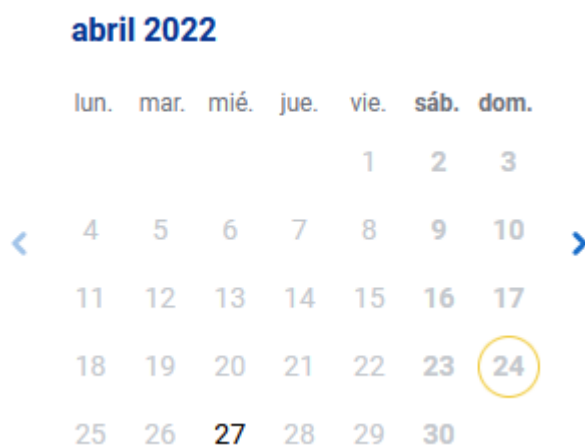 abril 2022
lun. mar. mié. jue. vie. sáb. dom.
1 2 3
4 5 6 7 8 9 10
11 12 13 14 15 16 17
18 19 20 21 22 23 24
25 26 27 28 29 30